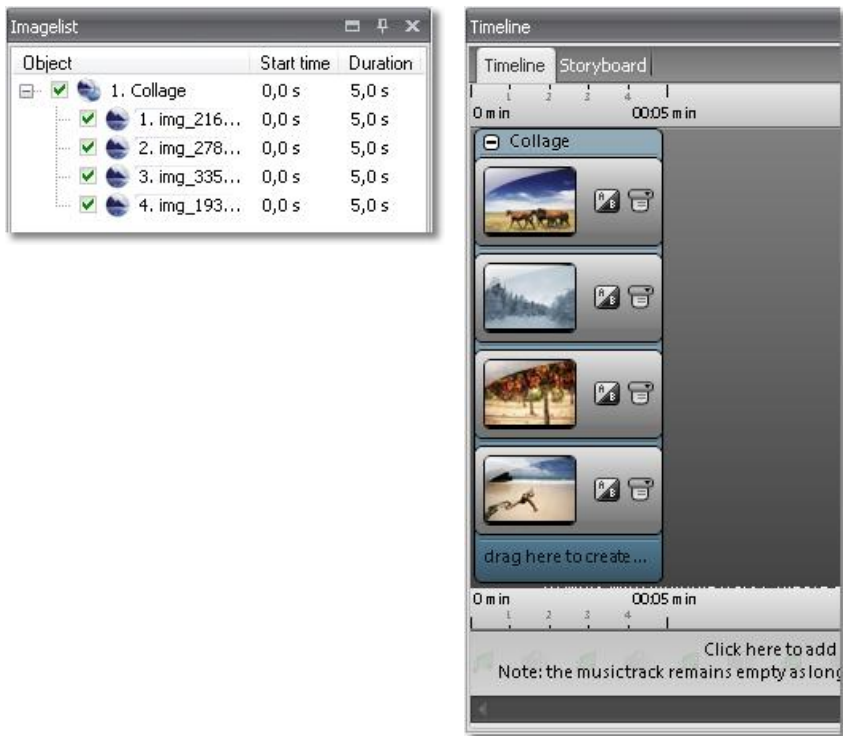 Imagelist
Object Start time Duration
1. Collage 0,0 s 5,0 s
1. img_216... 0,0 s 5,0 s
2. img_278... 0,0 s 5,0 s
3. img_335... 0,0 s 5,0 s
4. img_193... 0,0 s 5,0 s
Timeline
Timeline Storyboard
1 2 3 4
0 min 00:05 min
Collage
A B
A B
A B
A B
drag here to create...
0 min 00:05 min
1 2 3 4
Click here to add
Note: the musictrack remains empty as long